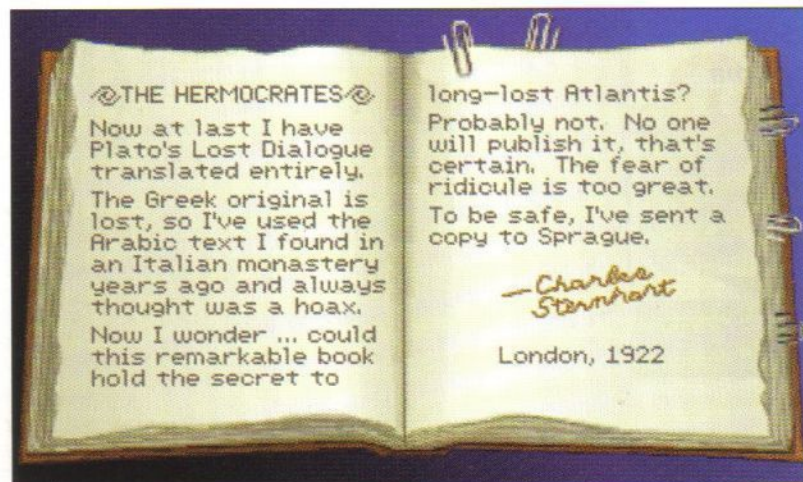 THE HERMOCRATES
Now at last I have
Plato's Lost Dialogue
translated entirely.
The Greek original is
lost, so I've used the
Arabic text I found in
an Italian monastery
years ago and always
thought was a hoax.
Now I wonder ... could
this remarkable book
hold the secret to
long-lost Atlantis?
Probably not. No one
will publish it, that's
certain. The fear of
ridicule is too great.
To be safe, I've sent a
copy to Sprague.
—Charles
Sternhart
London, 1922